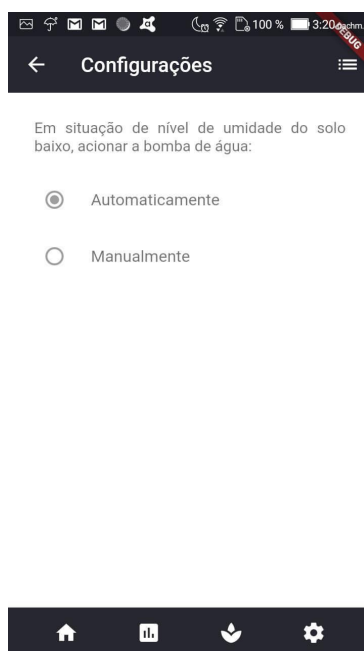 100 % 3:20 nachm.
DEBUG
Configurações
Em situação de nível de umidade do solo
baixo, acionar a bomba de água:
Automaticamente
Manualmente